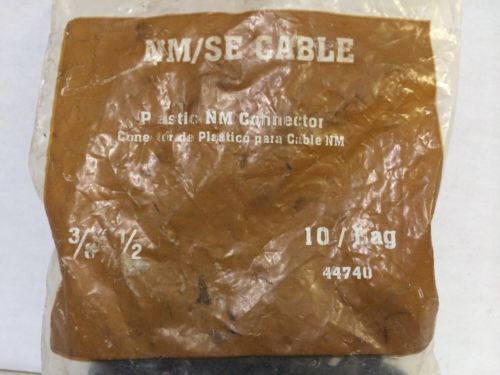 NM/SE CABLE
Plastic NM Connector
Conector de Plastico para Cable NM
3/8" 1/2
10 / Bag
44740